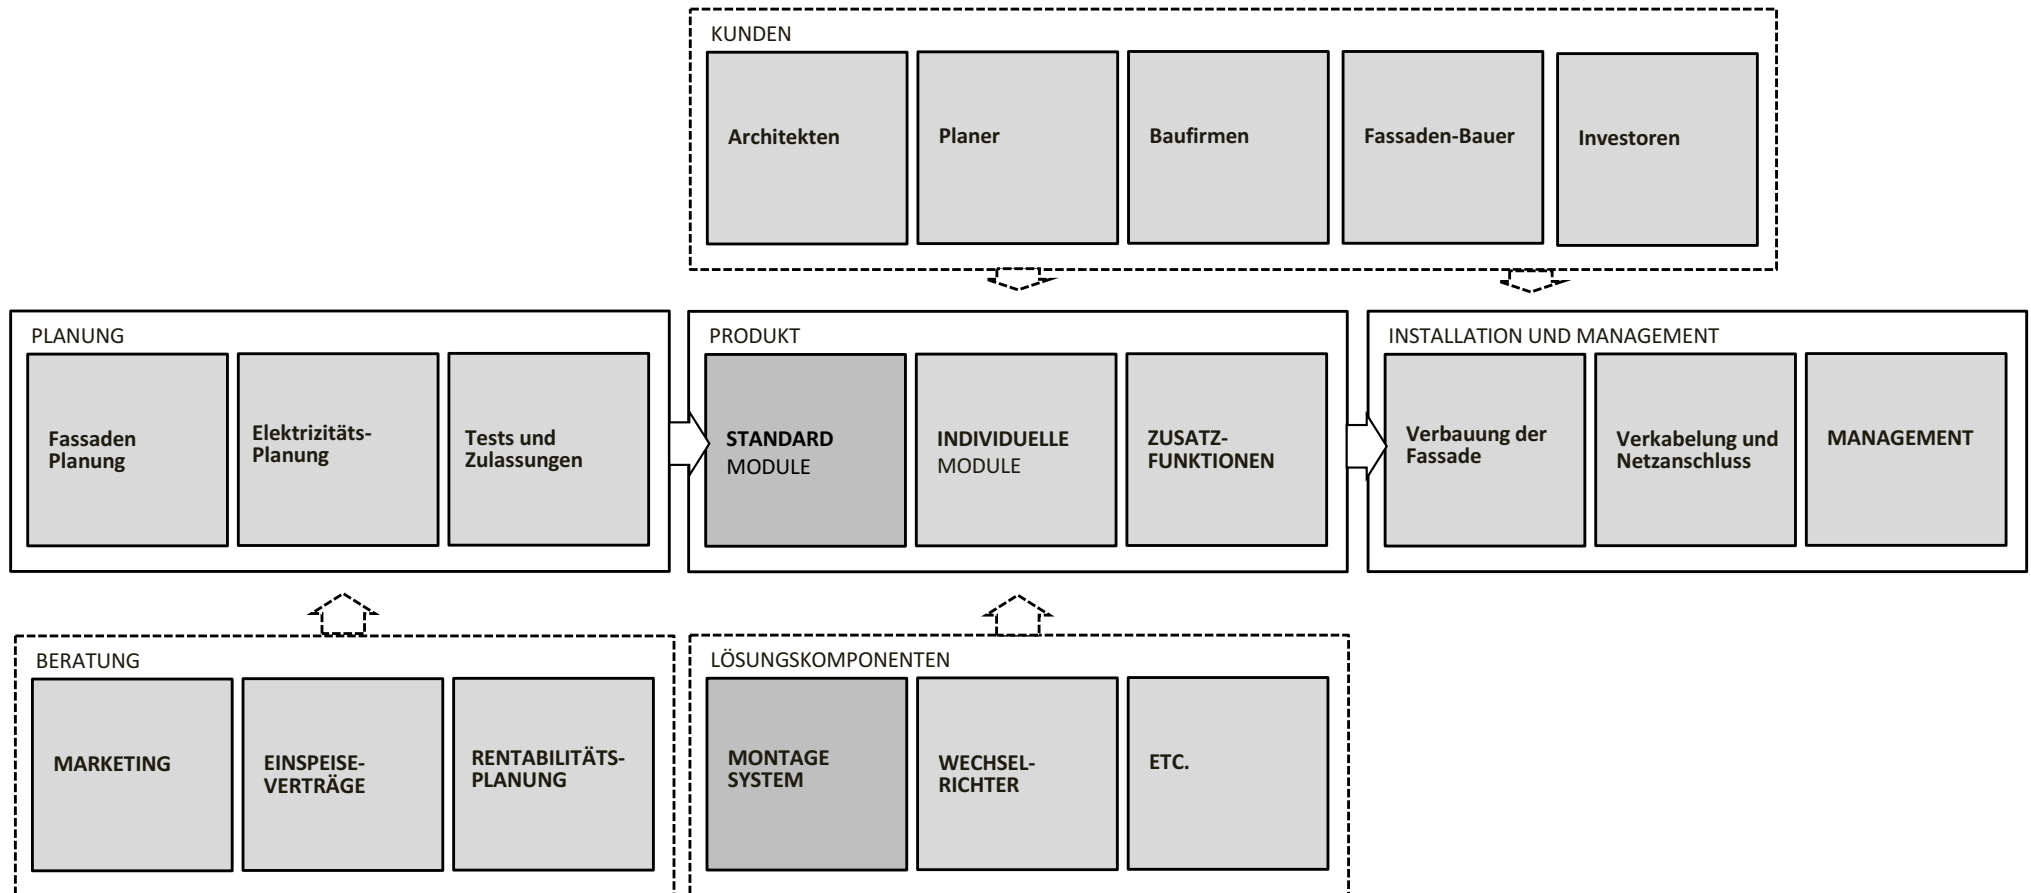 KUNDEN
Architekten
Planer
Baufirmen
Fassaden-Bauer
Investoren
PLANUNG
Fassaden
Planung
Elektrizitäts-
Planung
Tests und
Zulassungen
PRODUKT
STANDARD
MODULE
INDIVIDUELLE
MODULE
ZUSATZ-
FUNKTIONEN
INSTALLATION UND MANAGEMENT
Verbauung der
Fassade
Verkabelung und
Netzanschluss
MANAGEMENT
BERATUNG
MARKETING
EINSPEISE-
VERTRÄGE
RENTABILITÄTS-
PLANUNG
LÖSUNGSKOMPONENTEN
MONTAGE
SYSTEM
WECHSEL-
RICHTER
ETC.